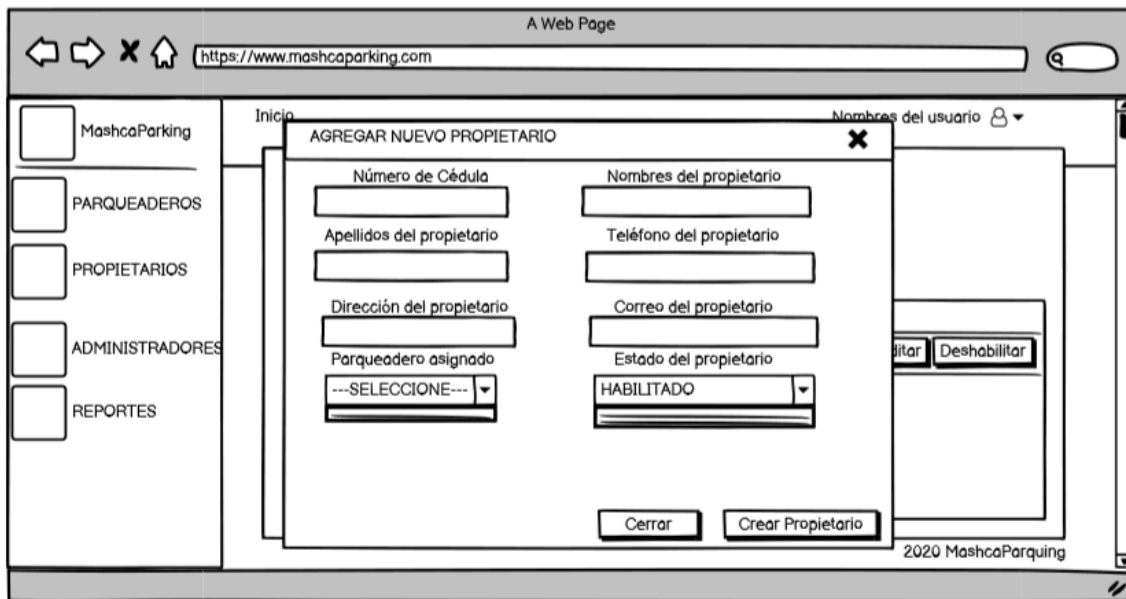 A Web Page
https://www.mashcaparking.com
MashcaParking
PARQUEADEROS
PROPIETARIOS
ADMINISTRADORES
REPORTES
Inicio
Nombres del usuario
AGREGAR NUEVO PROPIETARIO
Número de Cédula
Nombres del propietario
Apellidos del propietario
Teléfono del propietario
Dirección del propietario
Correo del propietario
Parqueadero asignado
Estado del propietario
---SELECCIONE---
HABILITADO
Cerrar
Crear Propietario
itar
Deshabilitar
2020 MashcaParquing